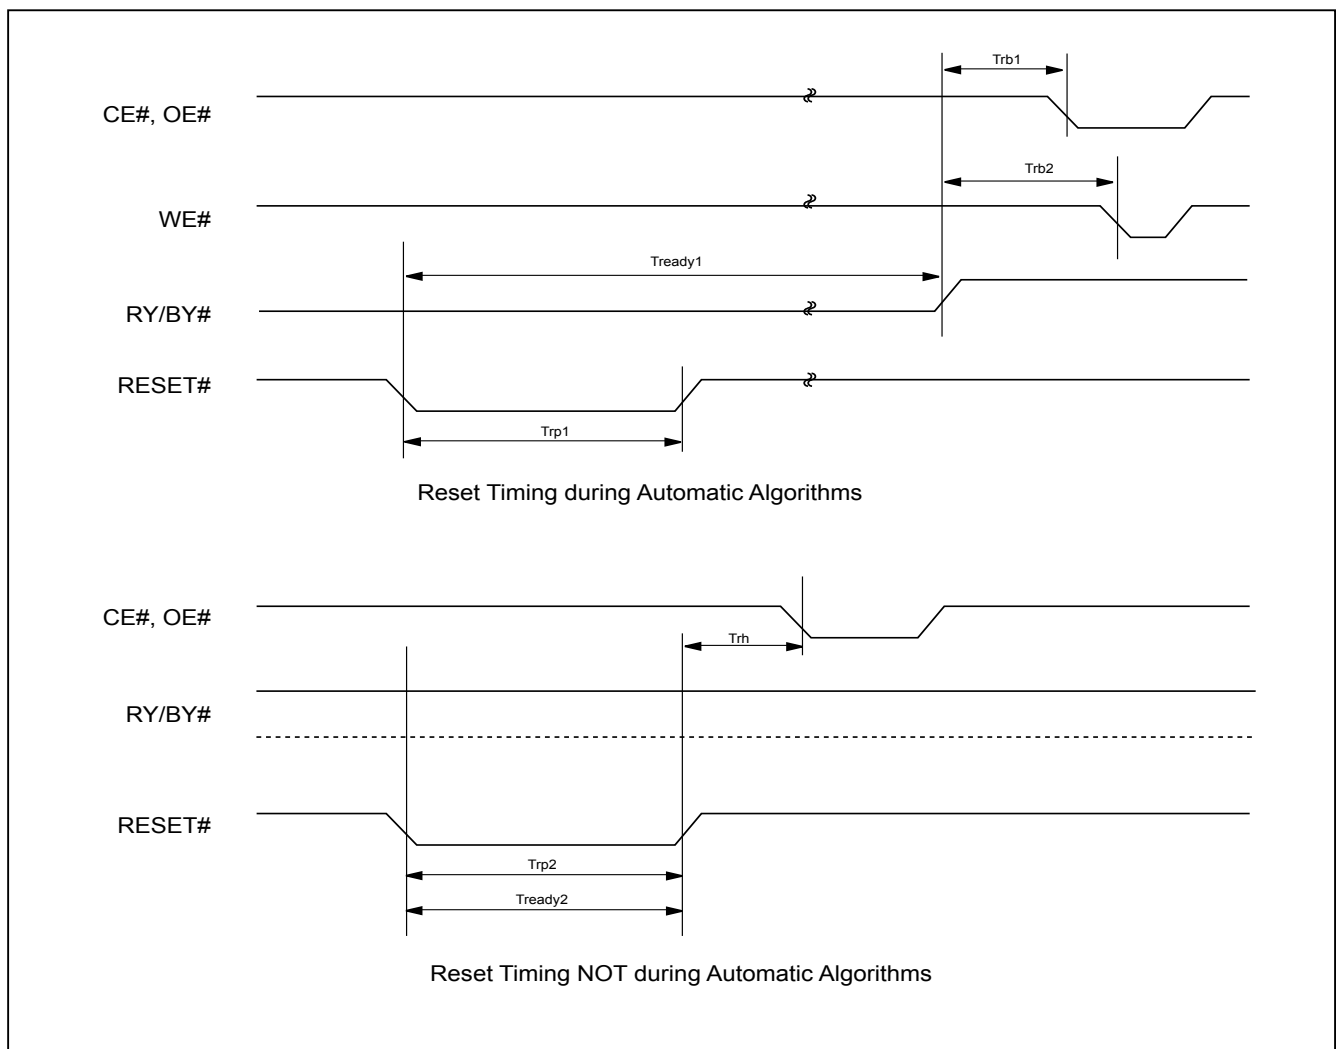 Trb1
CE#, OE#
Trb2
WE#
Tready1
RY/BY#
RESET#
Trp1
Reset Timing during Automatic Algorithms
CE#, OE#
Trh
RY/BY#
RESET#
Trp2
Tready2
Reset Timing NOT during Automatic Algorithms